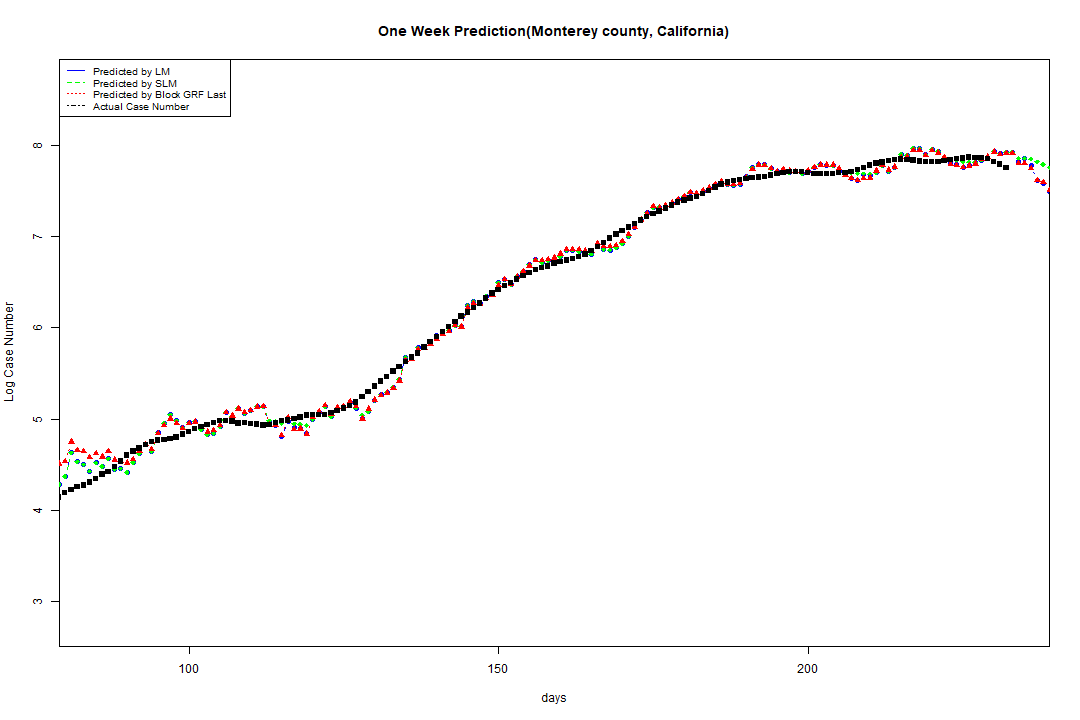 One Week Prediction(Monterey county, California)
Predicted by LM
Predicted by SLM
Predicted by Block GRF Last
Actual Case Number
8
7
6
5
4
3
Log Case Number
100 150 200
days